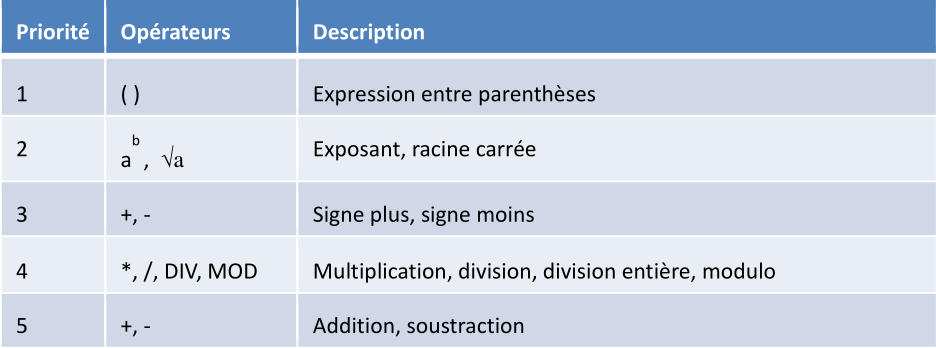 Priorité Opérateurs Description
1 ( ) Expression entre parenthèses
2 aᵇ, √a Exposant, racine carrée
3 +, - Signe plus, signe moins
4 *, /, DIV, MOD Multiplication, division, division entière, modulo
5 +, - Addition, soustraction